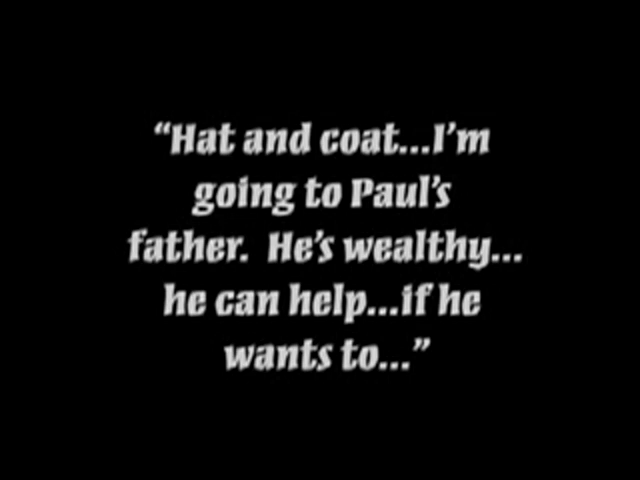 “Hat and coat...I’m
going to Paul’s
father.  He’s wealthy...
he can help...if he
wants to...”